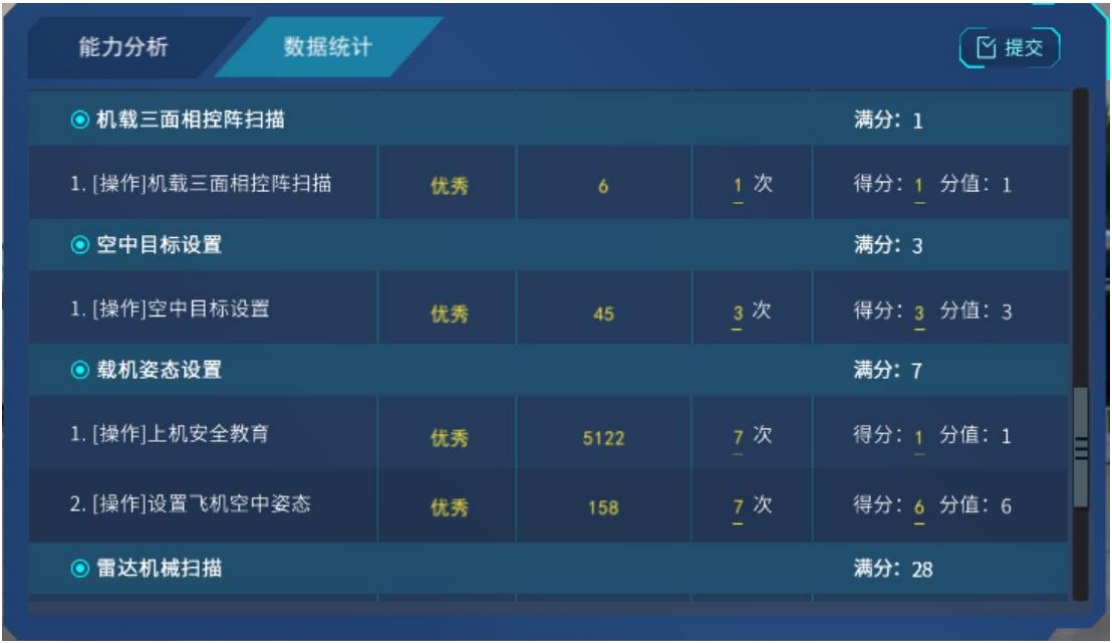 能力分析 数据统计 提交
机载三面相控阵扫描 满分：1
1. [操作]机载三面相控阵扫描 优秀 6 1 次 得分：1 分值：1
空中目标设置 满分：3
1. [操作]空中目标设置 优秀 45 3 次 得分：3 分值：3
载机姿态设置 满分：7
1. [操作]上机安全教育 优秀 5122 7 次 得分：1 分值：1
2. [操作]设置飞机空中姿态 优秀 158 7 次 得分：6 分值：6
雷达机械扫描 满分：28